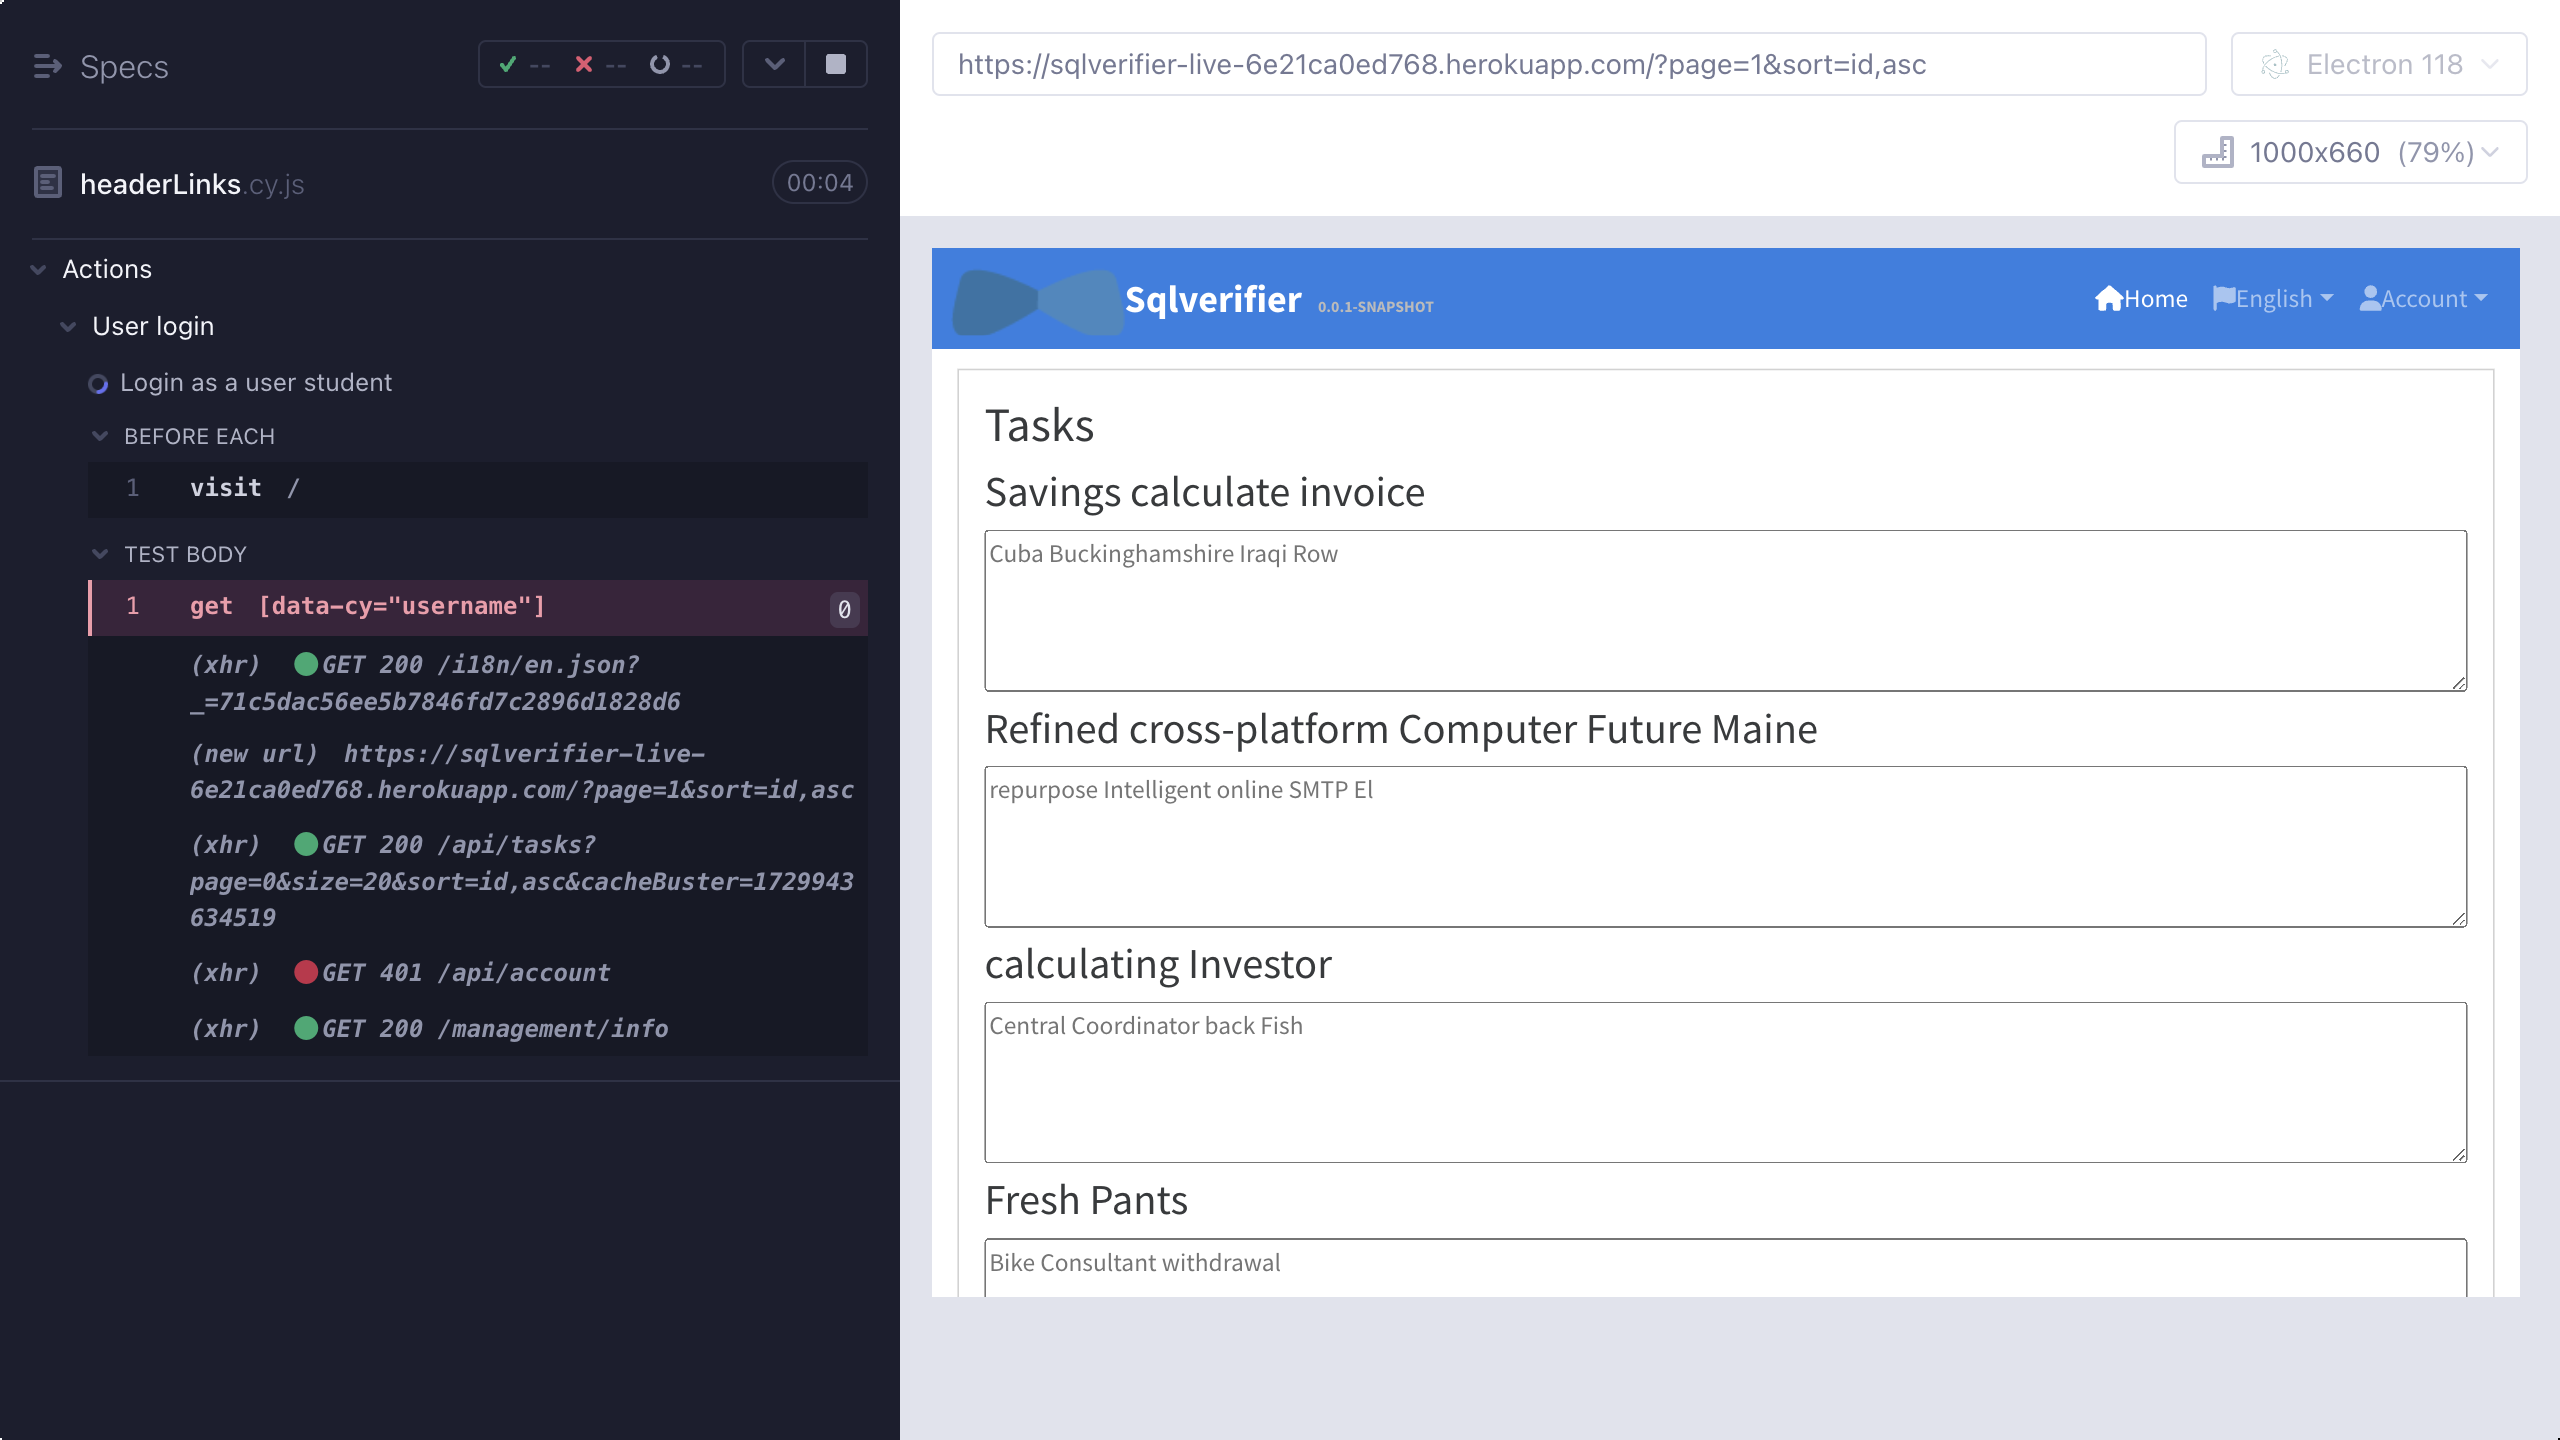 Specs
-- -- --
headerLinks.cy.js 00:04
Actions
User login
Login as a user student
BEFORE EACH
1 visit /
TEST BODY
1 get [data-cy="username"] 0
(xhr) GET 200 /i18n/en.json?
_=71c5dac56ee5b7846fd7c2896d1828d6
(new url) https://sqlverifier-live-
6e21ca0ed768.herokuapp.com/?page=1&sort=id,asc
(xhr) GET 200 /api/tasks?
page=0&size=20&sort=id,asc&cacheBuster=1729943
634519
(xhr) GET 401 /api/account
(xhr) GET 200 /management/info
https://sqlverifier-live-6e21ca0ed768.herokuapp.com/?page=1&sort=id,asc
Electron 118
1000x660 (79%)
Sqlverifier 0.0.1-SNAPSHOT
Home English Account
Tasks
Savings calculate invoice
Cuba Buckinghamshire Iraqi Row
Refined cross-platform Computer Future Maine
repurpose Intelligent online SMTP El
calculating Investor
Central Coordinator back Fish
Fresh Pants
Bike Consultant withdrawal